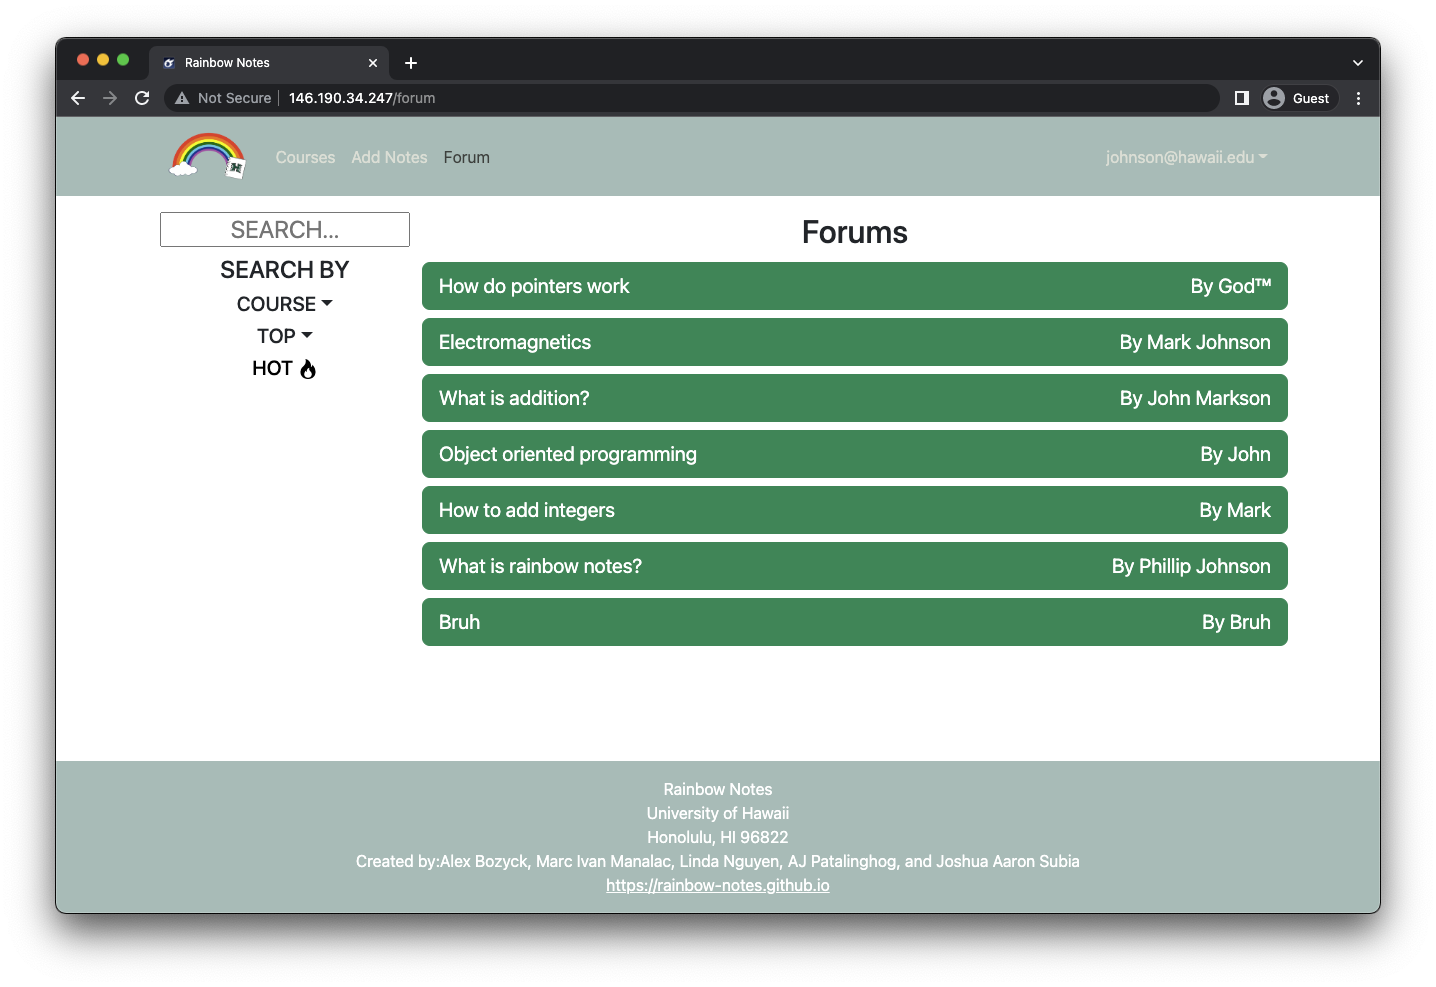 Rainbow Notes
Not Secure 146.190.34.247/forum Guest
Courses Add Notes Forum johnson@hawaii.edu
SEARCH...
SEARCH BY
COURSE
TOP
HOT
Forums
How do pointers work By God™
Electromagnetics By Mark Johnson
What is addition? By John Markson
Object oriented programming By John
How to add integers By Mark
What is rainbow notes? By Phillip Johnson
Bruh By Bruh
Rainbow Notes
University of Hawaii
Honolulu, HI 96822
Created by:Alex Bozyck, Marc Ivan Manalac, Linda Nguyen, AJ Patalinghog, and Joshua Aaron Subia
https://rainbow-notes.github.io